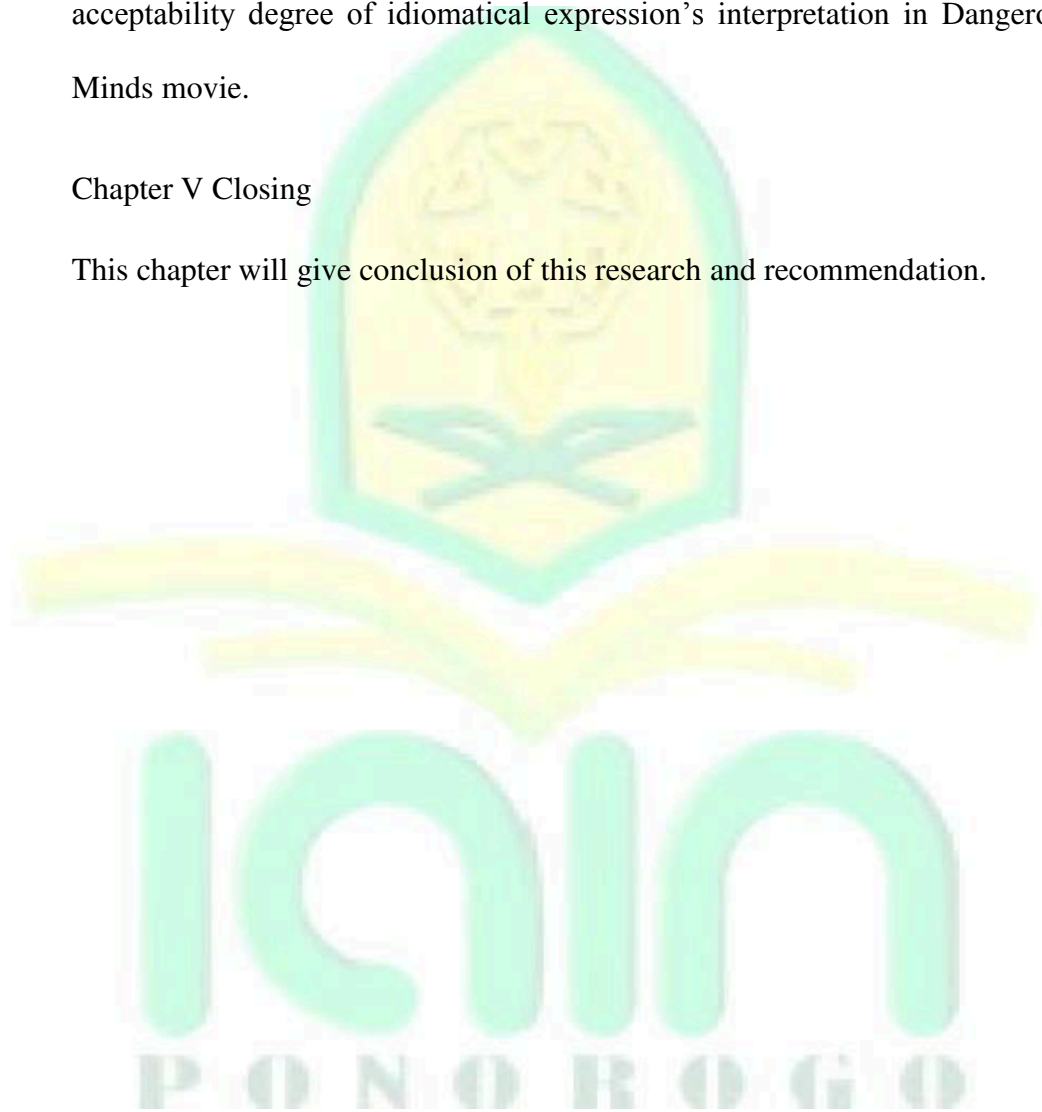 acceptability degree of idiomatical expression’s interpretation in Dangero
Minds movie.
Chapter V Closing
This chapter will give conclusion of this research and recommendation.
IAIN
PONOROGO